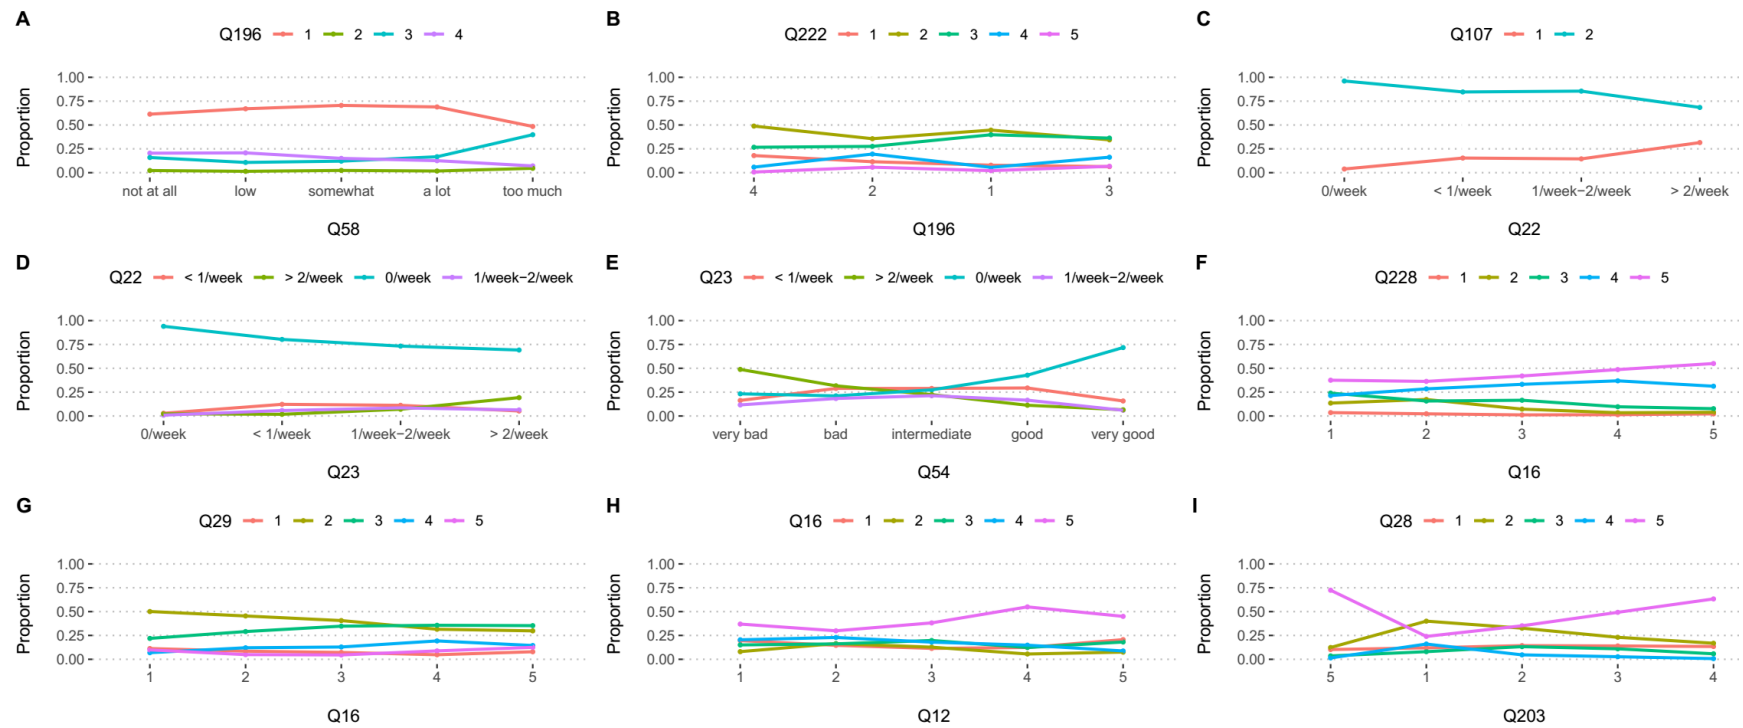 A
Q196 1 2 3 4
Proportion
1.00
0.75
0.50
0.25
0.00
not at all low somewhat a lot too much
Q58
B
Q222 1 2 3 4 5
Proportion
1.00
0.75
0.50
0.25
0.00
4 2 1 3
Q196
C
Q107 1 2
Proportion
1.00
0.75
0.50
0.25
0.00
0/week < 1/week 1/week−2/week > 2/week
Q22
D
Q22 < 1/week > 2/week 0/week 1/week−2/week
Proportion
1.00
0.75
0.50
0.25
0.00
0/week < 1/week 1/week−2/week > 2/week
Q23
E
Q23 < 1/week > 2/week 0/week 1/week−2/week
Proportion
1.00
0.75
0.50
0.25
0.00
very bad bad intermediate good very good
Q54
F
Q228 1 2 3 4 5
Proportion
1.00
0.75
0.50
0.25
0.00
1 2 3 4 5
Q16
G
Q29 1 2 3 4 5
Proportion
1.00
0.75
0.50
0.25
0.00
1 2 3 4 5
Q16
H
Q16 1 2 3 4 5
Proportion
1.00
0.75
0.50
0.25
0.00
1 2 3 4 5
Q12
I
Q28 1 2 3 4 5
Proportion
1.00
0.75
0.50
0.25
0.00
5 1 2 3 4
Q203